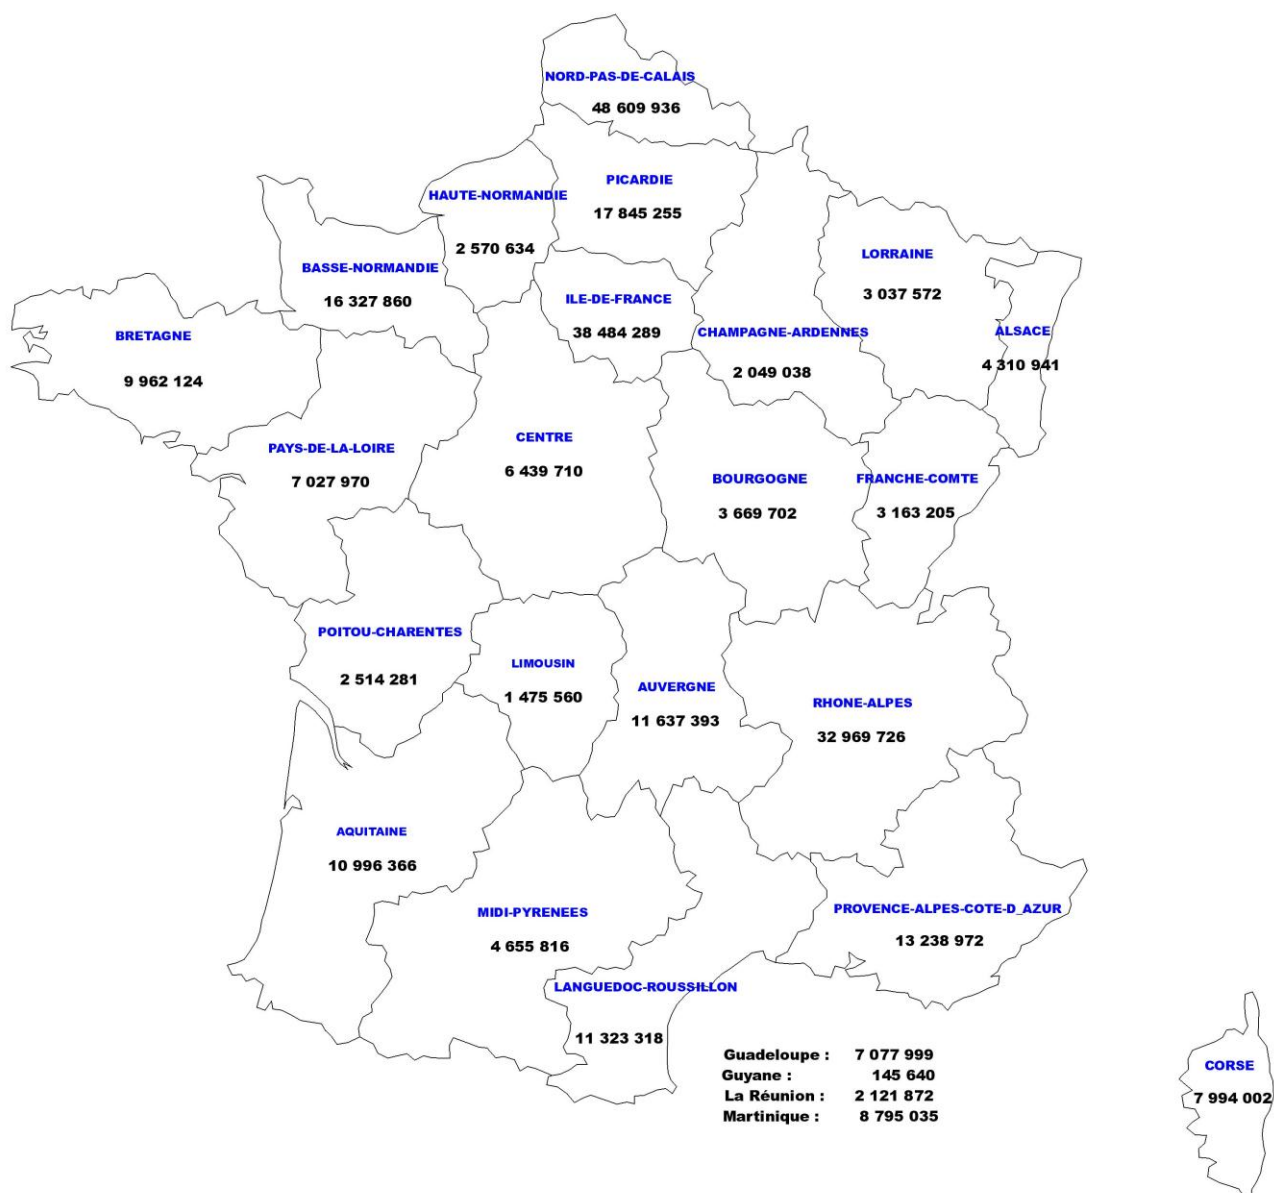 NORD-PAS-DE-CALAIS
48 609 936
PICARDIE
17 845 255
HAUTE-NORMANDIE
2 570 634
BASSE-NORMANDIE
16 327 860
ILE-DE-FRANCE
38 484 289
LORRAINE
3 037 572
CHAMPAGNE-ARDENNES
2 049 038
ALSACE
4 310 941
BRETAGNE
9 962 124
PAYS-DE-LA-LOIRE
7 027 970
CENTRE
6 439 710
BOURGOGNE
3 669 702
FRANCHE-COMTE
3 163 205
POITOU-CHARENTES
2 514 281
LIMOUSIN
1 475 560
AUVERGNE
11 637 393
RHONE-ALPES
32 969 726
AQUITAINE
10 996 366
MIDI-PYRENEES
4 655 816
PROVENCE-ALPES-COTE-D_AZUR
13 238 972
LANGUEDOC-ROUSSILLON
11 323 318
Guadeloupe : 7 077 999
Guyane : 145 640
La Réunion : 2 121 872
Martinique : 8 795 035
CORSE
7 994 002